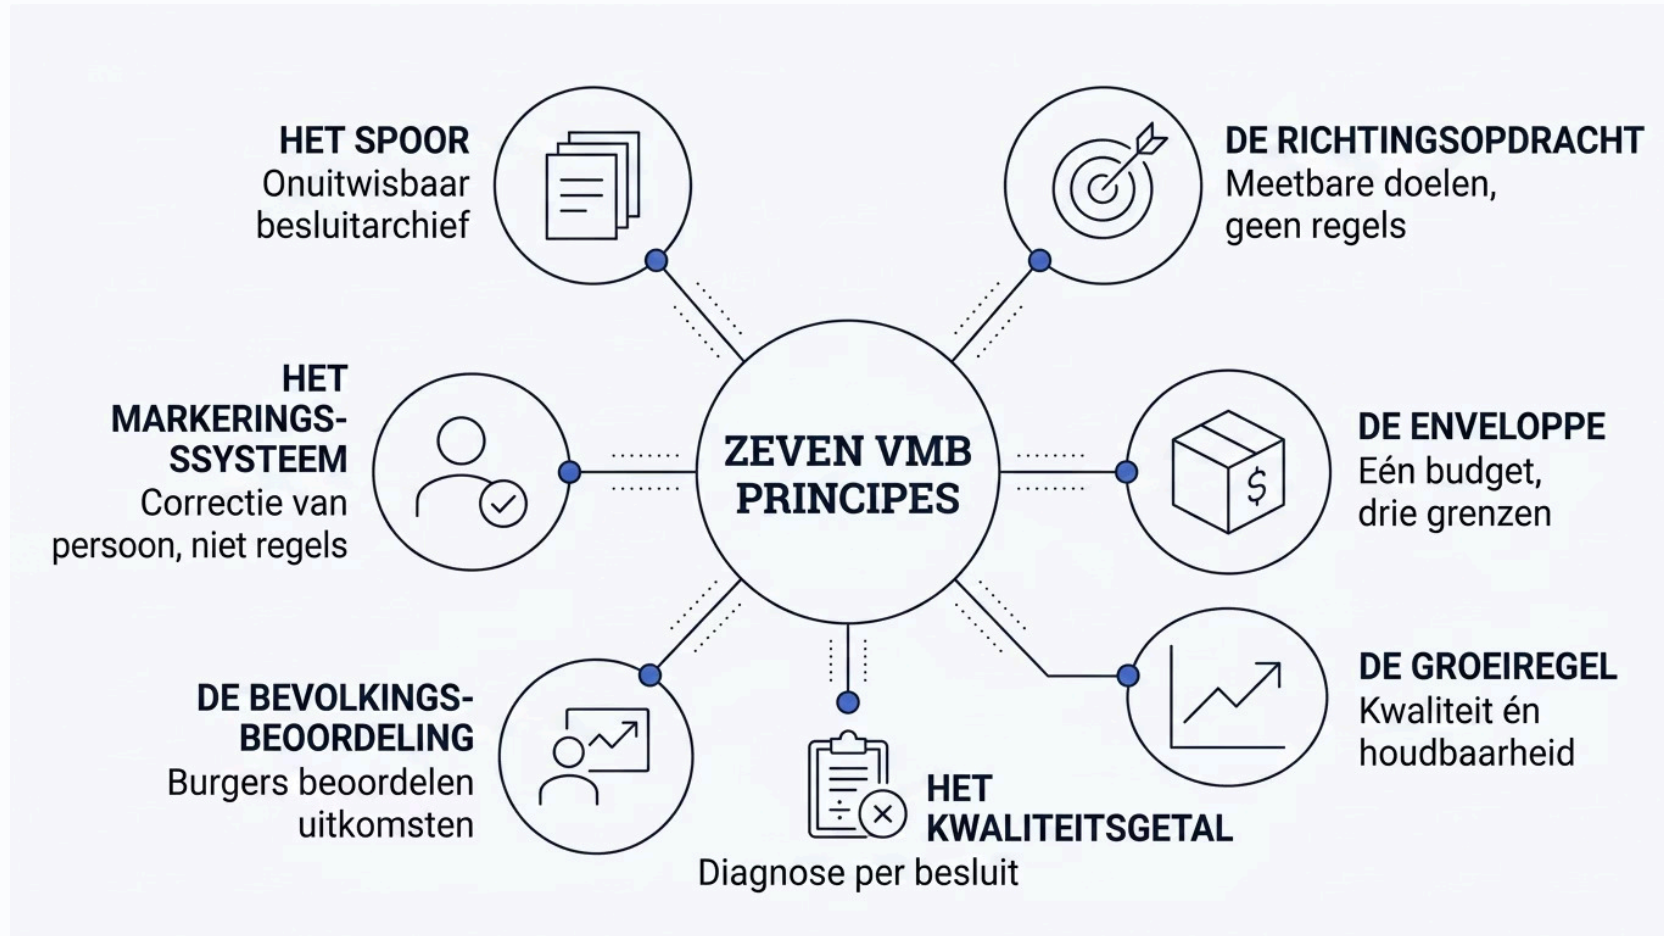 HET SPOOR
Onuitwisbaar
besluitarchief
DE RICHTINGSOPDRACHT
Meetbare doelen,
geen regels
HET
MARKERINGS-
SSYSTEEM
Correctie van
persoon, niet regels
ZEVEN VMB
PRINCIPES
DE ENVELOPPE
Eén budget,
drie grenzen
$
DE BEVOLKINGS-
BEOORDELING
Burgers beoordelen
uitkomsten
HET
KWALITEITSGETAL
Diagnose per besluit
DE GROEIREGEL
Kwaliteit én
houdbaarheid